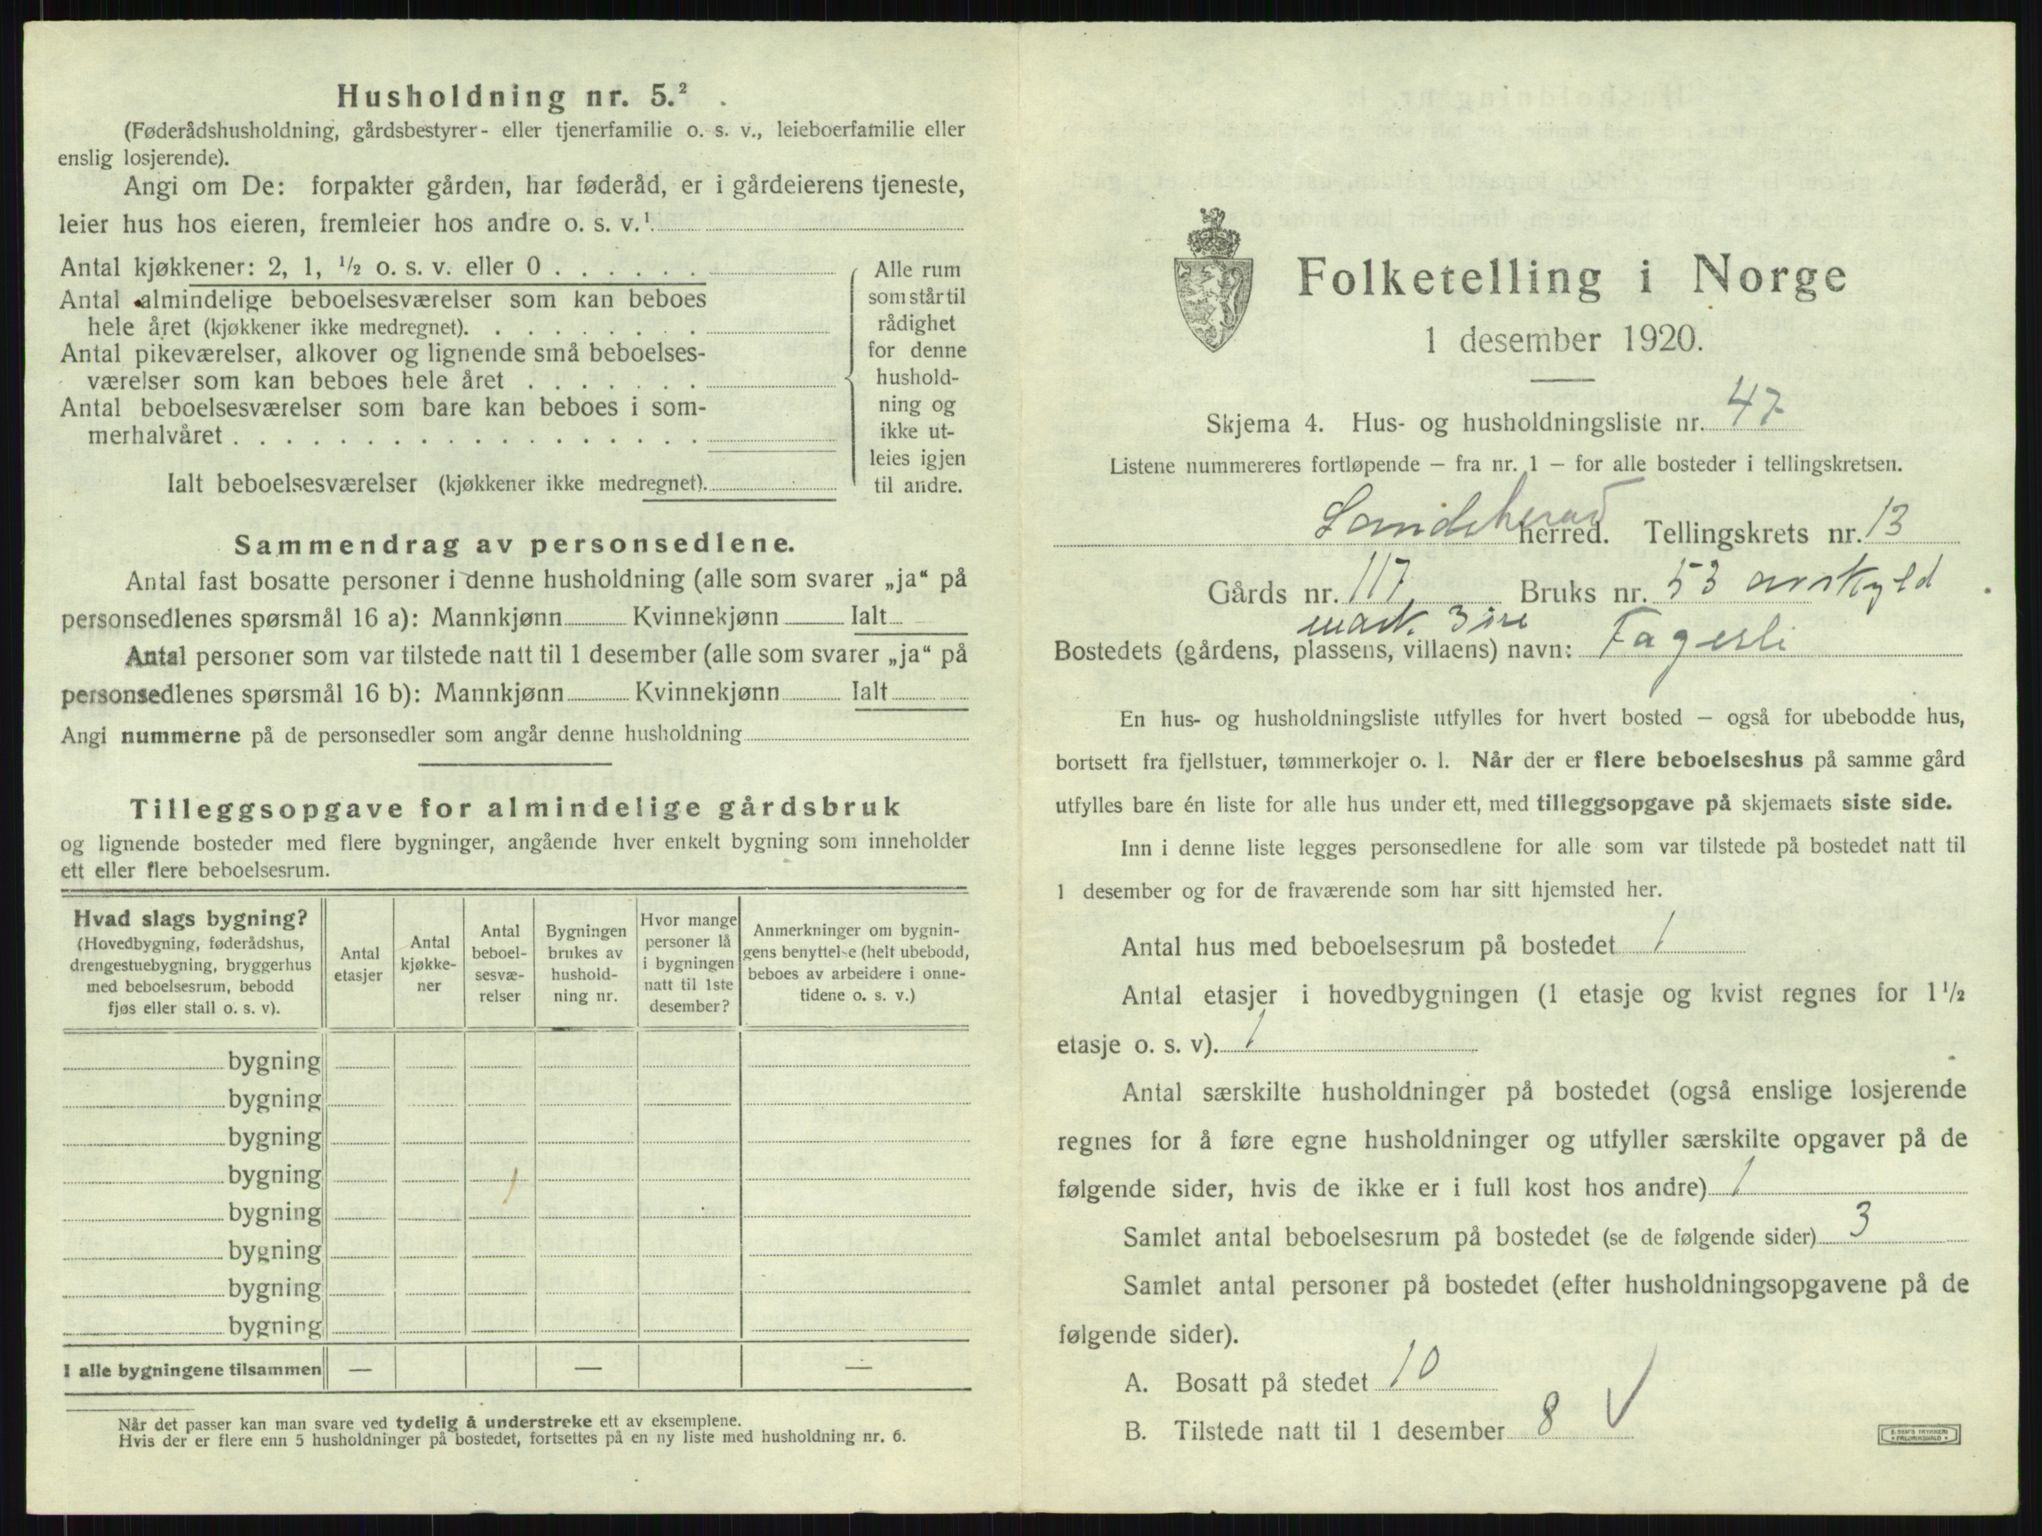 Husholdning nr. 5.²
(Føderådshusholdning, gårdsbestyrer- eller tjenerfamilie o. s. v., leieboerfamilie eller
enslig losjerende).
Angi om De: forpakter gården, har føderåd, er i gårdeierens tjeneste,
leier hus hos eieren, fremleier hos andre o. s. v.¹
Antal kjøkkener: 2, 1, ½ o. s. v. eller 0 . . . . . .
Antal almindelige beboelsesværelser som kan beboes
hele året (kjøkkener ikke medregnet). . . . . . . . .
Antal pikeværelser, alkover og lignende små beboelses-
værelser som kan beboes hele året . . . . . . .
Antal beboelsesværelser som bare kan beboes i som-
merhalvåret . . . . . . . . . . . . . . . . . .
Ialt beboelsesværelser (kjøkkener ikke medregnet).
Alle rum
som står til
rådighet
for denne
hushold-
ning og
ikke ut-
leies igjen
til andre.
Sammendrag av personsedlene.
Antal fast bosatte personer i denne husholdning (alle som svarer „ja“ på
personsedlenes spørsmål 16 a): Mannkjønn Kvinnekjønn Ialt
Antal personer som var tilstede natt til 1 desember (alle som svarer „ja“ på
personsedlenes spørsmål 16 b): Mannkjønn Kvinnekjønn Ialt
Angi nummerne på de personsedler som angår denne husholdning
Tilleggsopgave for almindelige gårdsbruk
og lignende bosteder med flere bygninger, angående hver enkelt bygning som inneholder
ett eller flere beboelsesrum.
Hvad slags bygning?
(Hovedbygning, føderådshus,
drengestuebygning, bryggerhus
med beboelsesrum, bebodd
fjøs eller stall o. s. v).
Antal
etasjer
Antal
kjøkke-
ner
Antal
beboel-
sesvæ-
relser
Bygningen
brukes av
hushold-
ning nr.
Hvor mange
personer lå
i bygningen
natt til 1ste
desember?
Anmerkninger om bygnin-
gens benyttelse (helt ubebodd,
beboes av arbeidere i onne-
tidene o. s. v.)
bygning
bygning
bygning
bygning
bygning
bygning
bygning
bygning
I alle bygningene tilsammen — — —
Når det passer kan man svare ved tydelig å understreke ett av eksemplene.
Hvis der er flere enn 5 husholdninger på bostedet, fortsettes på en ny liste med husholdning nr. 6.
Folketelling i Norge
1 desember 1920.
Skjema 4. Hus- og husholdningsliste nr. 47
Listene nummereres fortløpende – fra nr. 1 – for alle bosteder i tellingskretsen.
Sandeherad herred. Tellingskrets nr. 13
Gårds nr. 117, Bruks nr. 53 avskyld
mark. 3 øre
Bostedets (gårdens, plassens, villaens) navn: Fagerli
En hus- og husholdningsliste utfylles for hvert bosted – også for ubebodde hus,
bortsett fra fjellstuer, tømmerkojer o. l. Når der er flere beboelseshus på samme gård
utfylles bare én liste for alle hus under ett, med tilleggsopgave på skjemaets siste side.
Inn i denne liste legges personsedlene for alle som var tilstede på bostedet natt til
1 desember og for de fraværende som har sitt hjemsted her.
Antal hus med beboelsesrum på bostedet 1
Antal etasjer i hovedbygningen (1 etasje og kvist regnes for 1½
etasje o. s. v). 1
Antal særskilte husholdninger på bostedet (også enslige losjerende
regnes for å føre egne husholdninger og utfyller særskilte opgaver på de
følgende sider, hvis de ikke er i full kost hos andre) 1
Samlet antal beboelsesrum på bostedet (se de følgende sider) 3
Samlet antal personer på bostedet (efter husholdningsopgavene på de
følgende sider).
A. Bosatt på stedet 10
B. Tilstede natt til 1 desember 8 V